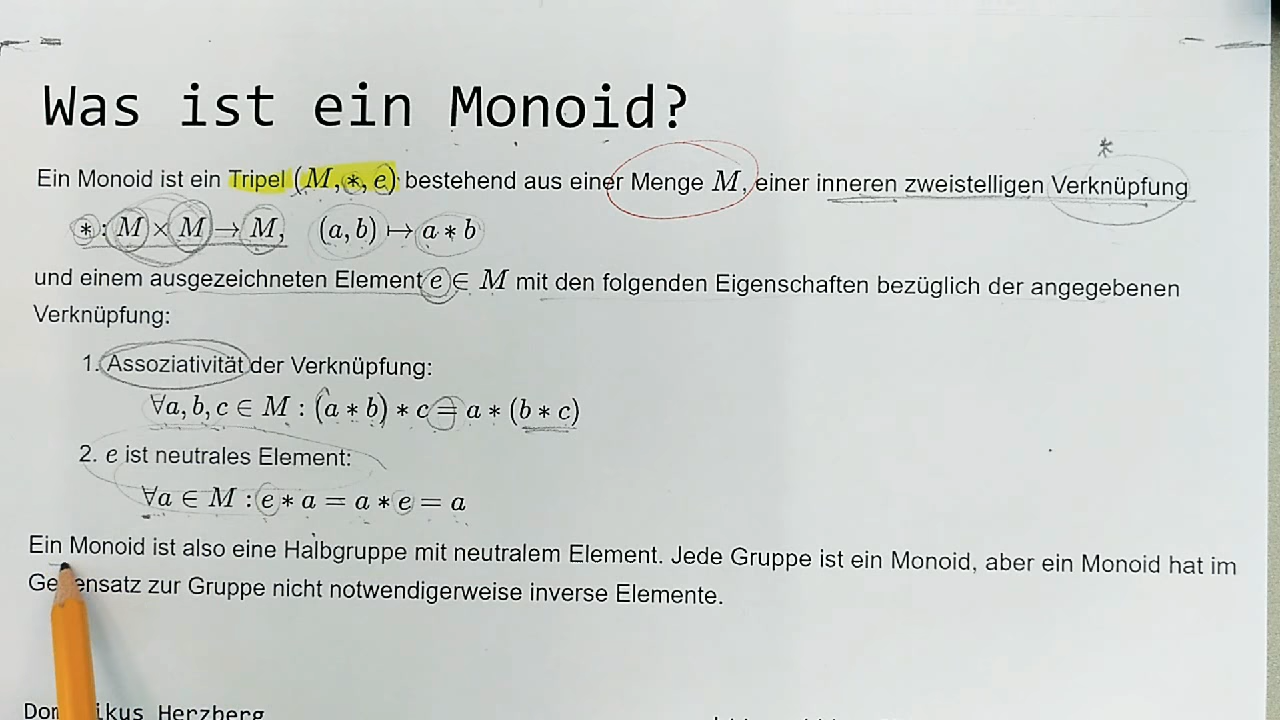 Was ist ein Monoid?
*
Ein Monoid ist ein Tripel (M, *, e) bestehend aus einer Menge M, einer inneren zweistelligen Verknüpfung
* : M × M → M, (a, b) ↦ a * b
und einem ausgezeichneten Element e ∈ M mit den folgenden Eigenschaften bezüglich der angegebenen
Verknüpfung:
1. Assoziativität der Verknüpfung:
∀a, b, c ∈ M : (a * b) * c = a * (b * c)
2. e ist neutrales Element:
∀a ∈ M : e * a = a * e = a
Ein Monoid ist also eine Halbgruppe mit neutralem Element. Jede Gruppe ist ein Monoid, aber ein Monoid hat im
Gegensatz zur Gruppe nicht notwendigerweise inverse Elemente.
Herzberg